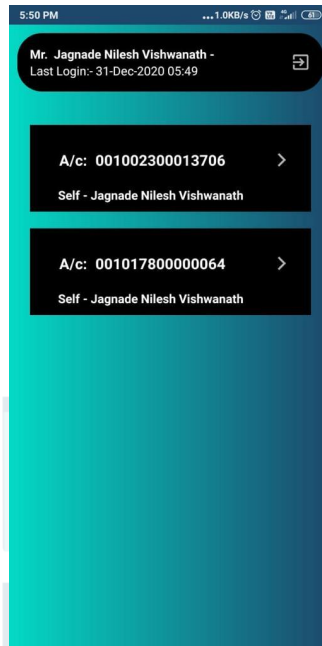 5:50 PM ...1.0KB/s 4G
Mr. Jagnade Nilesh Vishwanath -
Last Login:- 31-Dec-2020 05:49
A/c: 001002300013706
Self - Jagnade Nilesh Vishwanath
A/c: 001017800000064
Self - Jagnade Nilesh Vishwanath